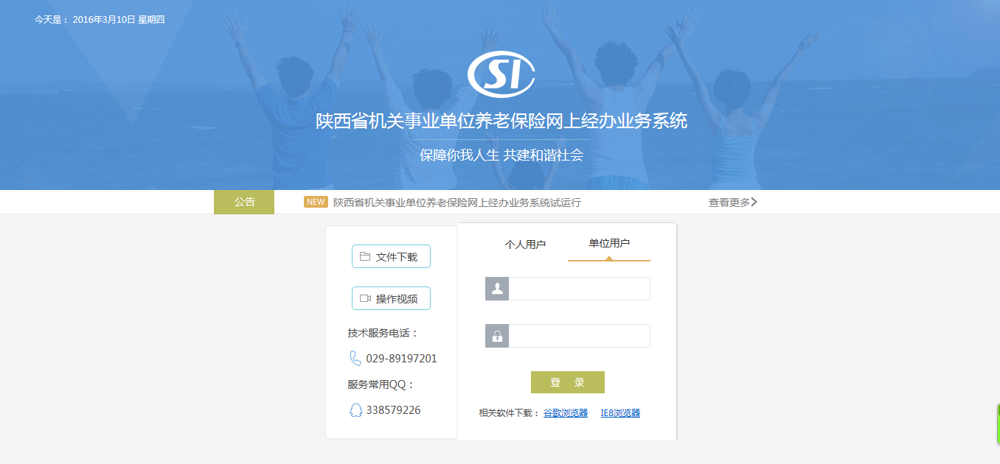 今天是： 2016年3月10日 星期四
SI
陕西省机关事业单位养老保险网上经办业务系统
保障你我人生 共建和谐社会
公告
NEW 陕西省机关事业单位养老保险网上经办业务系统试运行
查看更多
文件下载
操作视频
技术服务电话：
029-89197201
服务常用QQ：
338579226
个人用户
单位用户
登 录
相关软件下载： 谷歌浏览器 IE8浏览器